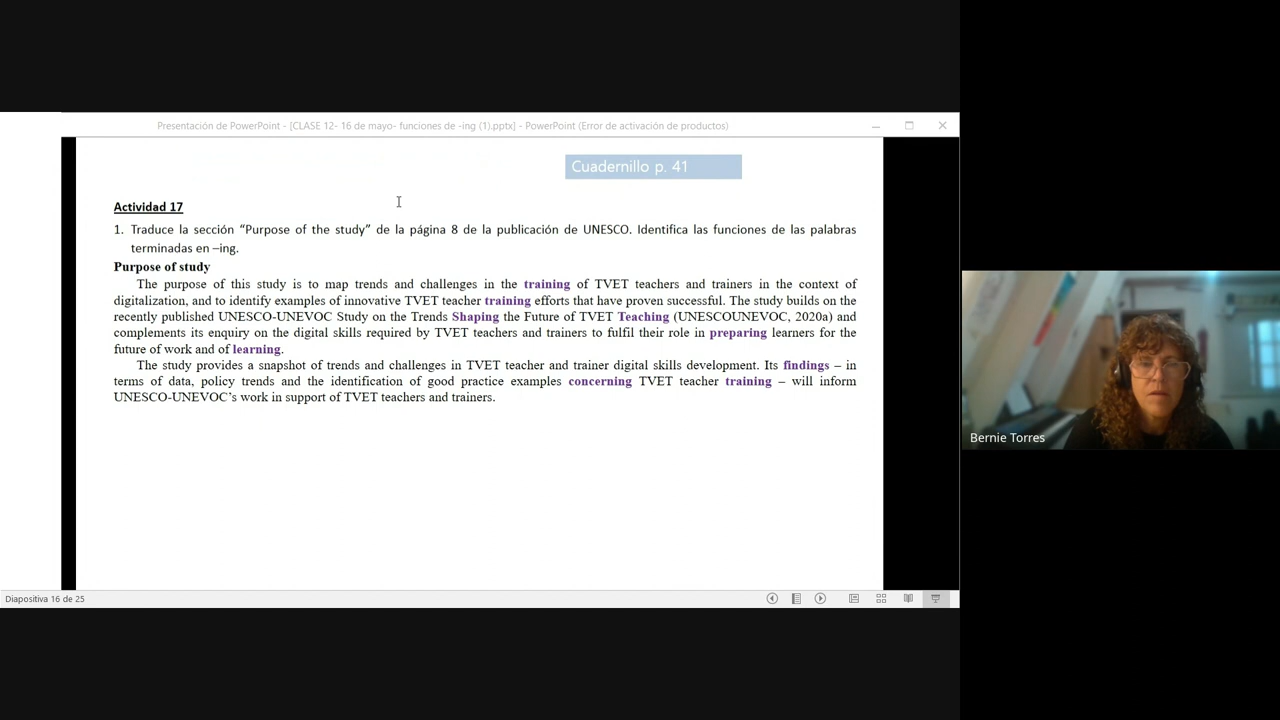 Presentación de PowerPoint - [CLASE 12- 16 de mayo- funciones de -ing (1).pptx] - PowerPoint (Error de activación de productos)
Cuadernillo p. 41
Actividad 17
1. Traduce la sección “Purpose of the study” de la página 8 de la publicación de UNESCO. Identifica las funciones de las palabras
terminadas en –ing.
Purpose of study
The purpose of this study is to map trends and challenges in the training of TVET teachers and trainers in the context of
digitalization, and to identify examples of innovative TVET teacher training efforts that have proven successful. The study builds on the
recently published UNESCO-UNEVOC Study on the Trends Shaping the Future of TVET Teaching (UNESCOUNEVOC, 2020a) and
complements its enquiry on the digital skills required by TVET teachers and trainers to fulfil their role in preparing learners for the
future of work and of learning.
The study provides a snapshot of trends and challenges in TVET teacher and trainer digital skills development. Its findings – in
terms of data, policy trends and the identification of good practice examples concerning TVET teacher training – will inform
UNESCO-UNEVOC’s work in support of TVET teachers and trainers.
Bernie Torres
Diapositiva 16 de 25